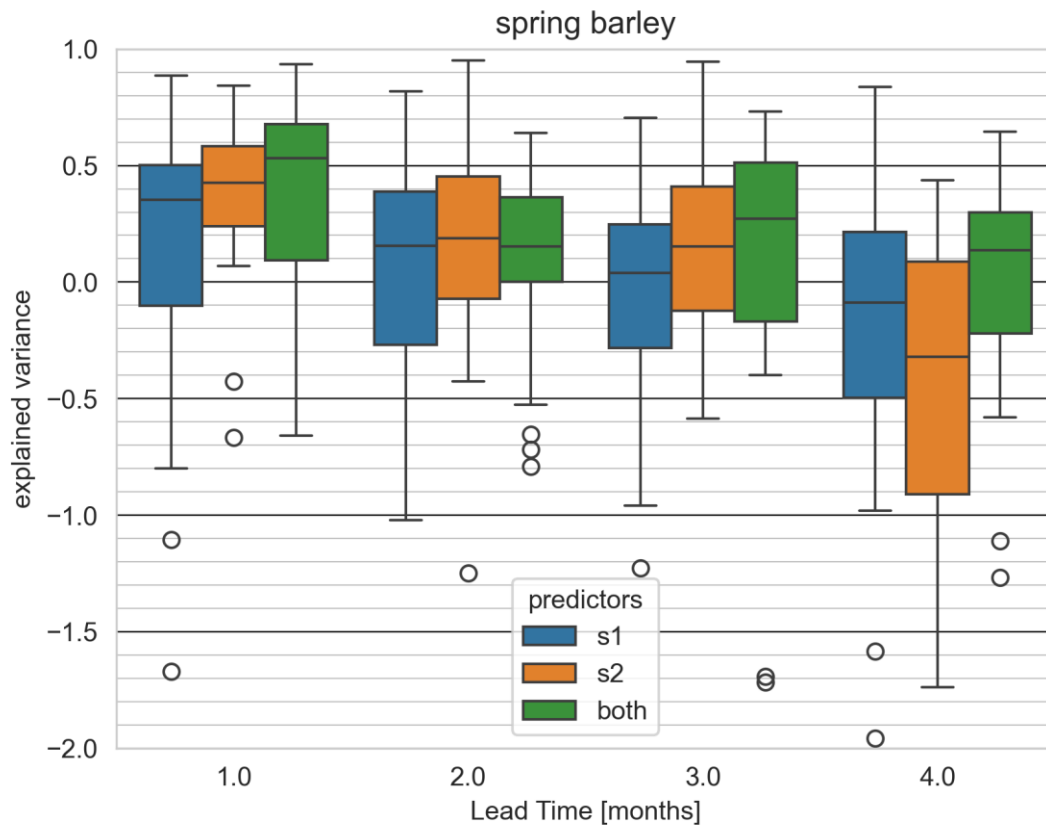 spring barley
1.0
0.5
0.0
−0.5
−1.0
−1.5
−2.0
explained variance
predictors
s1
s2
both
1.0 2.0 3.0 4.0
Lead Time [months]